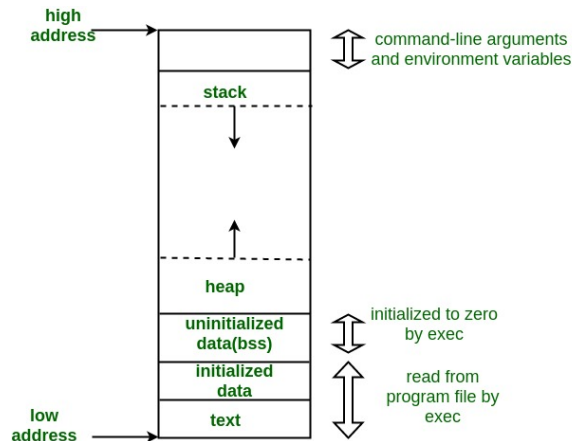 high
address
command-line arguments
and environment variables
stack
heap
uninitialized
data(bss)
initialized to zero
by exec
initialized
data
read from
program file by
exec
text
low
address